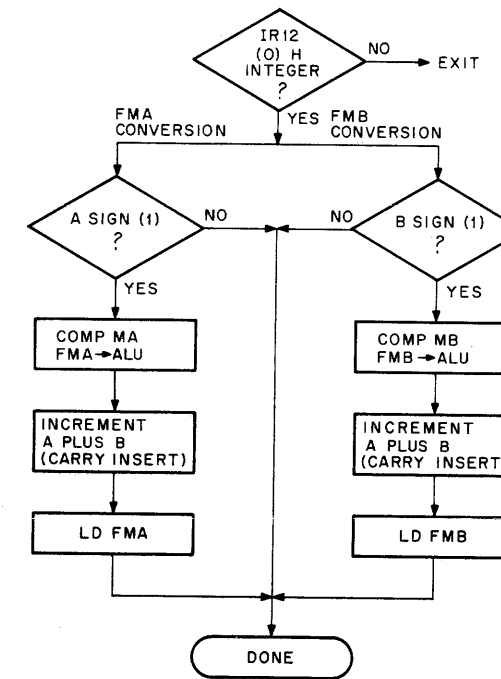 IR12
(0) H
INTEGER
?
NO
EXIT
YES
FMA
CONVERSION
FMB
CONVERSION
A SIGN (1)
?
NO
YES
NO
B SIGN (1)
?
YES
COMP MA
FMA→ALU
COMP MB
FMB→ALU
INCREMENT
A PLUS B
(CARRY INSERT)
INCREMENT
A PLUS B
(CARRY INSERT
LD FMA
LD FMB
DONE